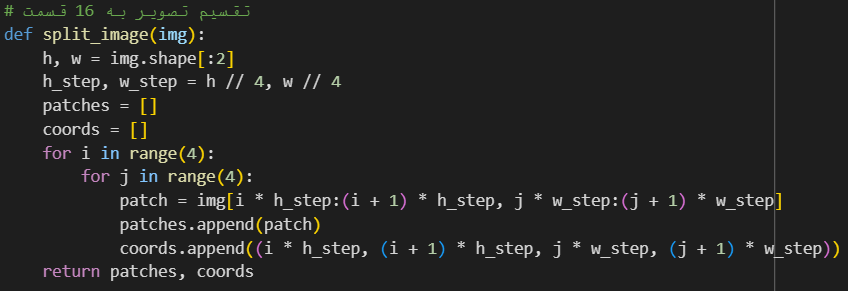 # تقسیم تصویر به 16 قسمت
def split_image(img):
    h, w = img.shape[:2]
    h_step, w_step = h // 4, w // 4
    patches = []
    coords = []
    for i in range(4):
        for j in range(4):
            patch = img[i * h_step:(i + 1) * h_step, j * w_step:(j + 1) * w_step]
            patches.append(patch)
            coords.append((i * h_step, (i + 1) * h_step, j * w_step, (j + 1) * w_step))
    return patches, coords